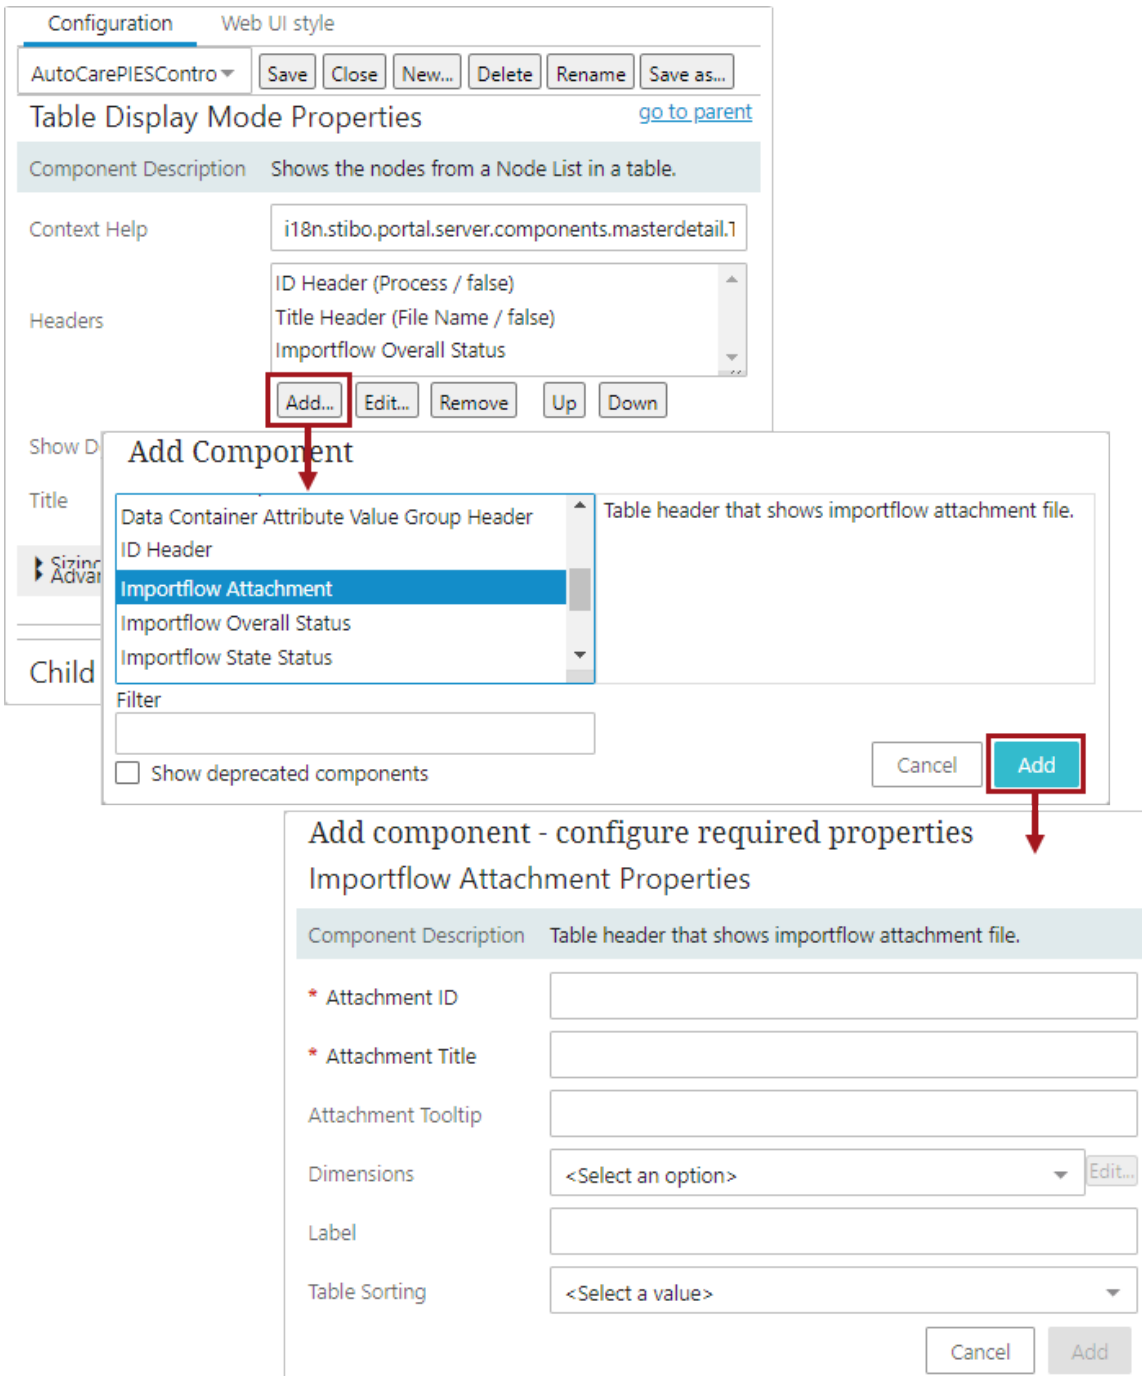 Configuration Web UI style
AutoCarePIESContro Save Close New... Delete Rename Save as...
Table Display Mode Properties go to parent
Component Description Shows the nodes from a Node List in a table.
Context Help i18n.stibo.portal.server.components.masterdetail.T
Headers
ID Header (Process / false)
Title Header (File Name / false)
Importflow Overall Status
Add... Edit... Remove Up Down
Show D
Title
Sizing
Advan
Child
Add Component
Data Container Attribute Value Group Header
ID Header
Importflow Attachment
Importflow Overall Status
Importflow State Status
Table header that shows importflow attachment file.
Filter
Show deprecated components
Cancel Add
Add component - configure required properties
Importflow Attachment Properties
Component Description Table header that shows importflow attachment file.
* Attachment ID
* Attachment Title
Attachment Tooltip
Dimensions <Select an option> Edit...
Label
Table Sorting <Select a value>
Cancel Add